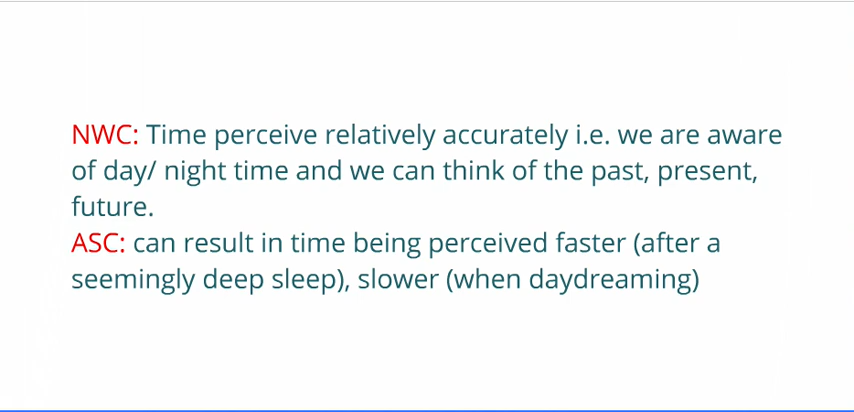 NWC: Time perceive relatively accurately i.e. we are aware
of day/ night time and we can think of the past, present,
future.
ASC: can result in time being perceived faster (after a
seemingly deep sleep), slower (when daydreaming)